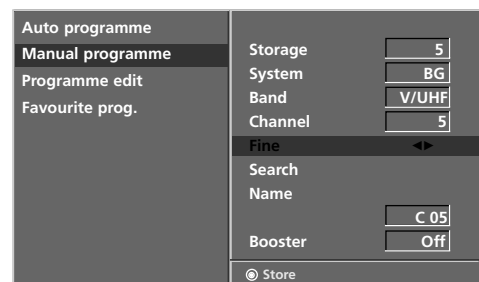 Auto programme
Manual programme
Programme edit
Favourite prog.
Storage 5
System BG
Band V/UHF
Channel 5
Fine ◀▶
Search
Name
C 05
Booster Off
Store